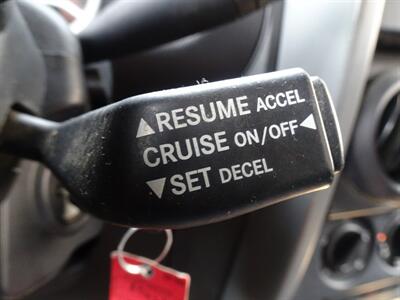 ▲RESUME ACCEL
CRUISE ON/OFF◀
▼SET DECEL